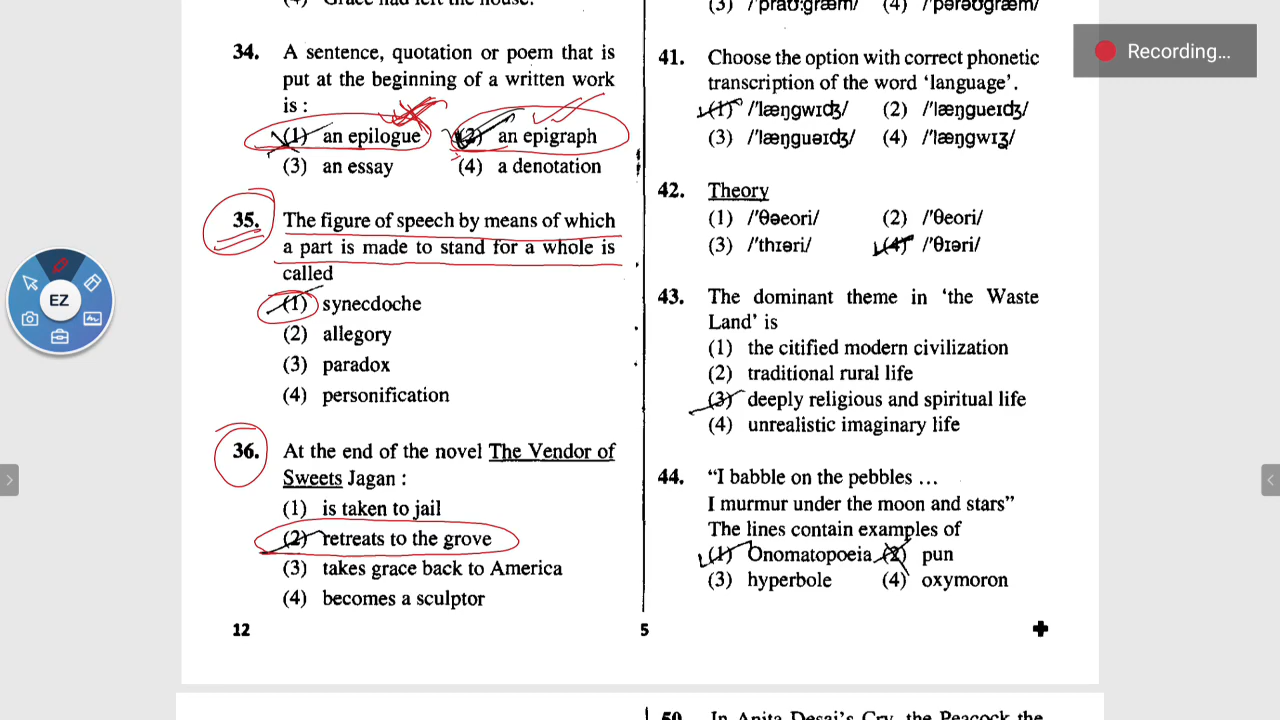 (4) Grace had left the house.
34. A sentence, quotation or poem that is
put at the beginning of a written work
is :
(1) an epilogue (2) an epigraph
(3) an essay (4) a denotation
35. The figure of speech by means of which
a part is made to stand for a whole is
called
(1) synecdoche
(2) allegory
(3) paradox
(4) personification
36. At the end of the novel The Vendor of
Sweets Jagan :
(1) is taken to jail
(2) retreats to the grove
(3) takes grace back to America
(4) becomes a sculptor
12
5
(3) /ˈpraʊ:græm/ (4) /ˈpərəʊgræm/
41. Choose the option with correct phonetic
transcription of the word ‘language’.
(1) /ˈlæŋgwɪʤ/ (2) /ˈlæŋgueɪʤ/
(3) /ˈlæŋguəɪʤ/ (4) /ˈlæŋgwɪʒ/
42. Theory
(1) /ˈθəeori/ (2) /ˈθeori/
(3) /ˈthɪəri/ (4) /ˈθɪəri/
43. The dominant theme in ‘the Waste
Land’ is
(1) the citified modern civilization
(2) traditional rural life
(3) deeply religious and spiritual life
(4) unrealistic imaginary life
44. “I babble on the pebbles ...
I murmur under the moon and stars”
The lines contain examples of
(1) Onomatopoeia (2) pun
(3) hyperbole (4) oxymoron
50. In Anita Desai’s Cry, the Peacock the
Recording...
EZ